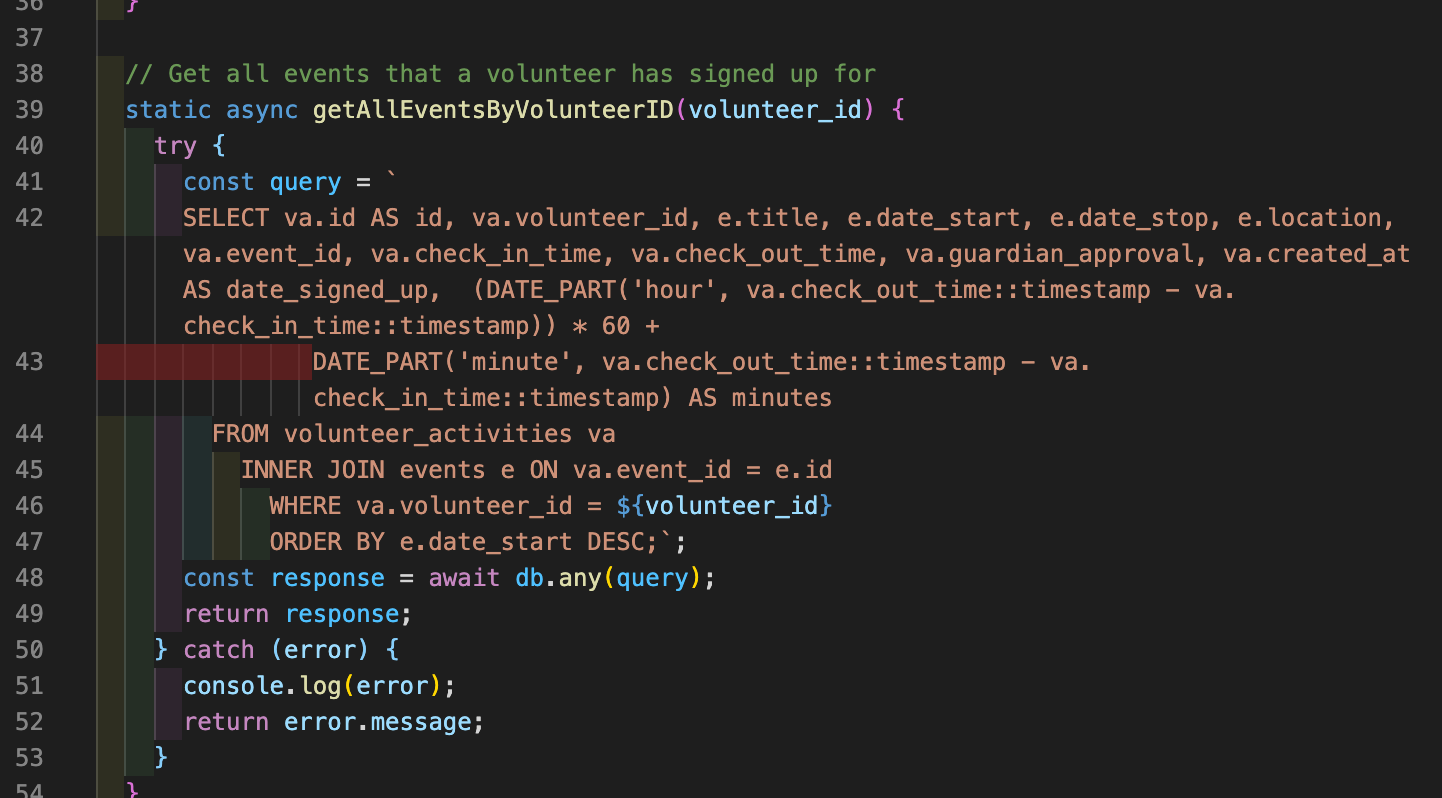 36 }
37
38 // Get all events that a volunteer has signed up for
39 static async getAllEventsByVolunteerID(volunteer_id) {
40 try {
41 const query = `
42 SELECT va.id AS id, va.volunteer_id, e.title, e.date_start, e.date_stop, e.location,
va.event_id, va.check_in_time, va.check_out_time, va.guardian_approval, va.created_at
AS date_signed_up,  (DATE_PART('hour', va.check_out_time::timestamp - va.
check_in_time::timestamp)) * 60 +
43 DATE_PART('minute', va.check_out_time::timestamp - va.
check_in_time::timestamp) AS minutes
44 FROM volunteer_activities va
45 INNER JOIN events e ON va.event_id = e.id
46 WHERE va.volunteer_id = ${volunteer_id}
47 ORDER BY e.date_start DESC;`;
48 const response = await db.any(query);
49 return response;
50 } catch (error) {
51 console.log(error);
52 return error.message;
53 }
54 }